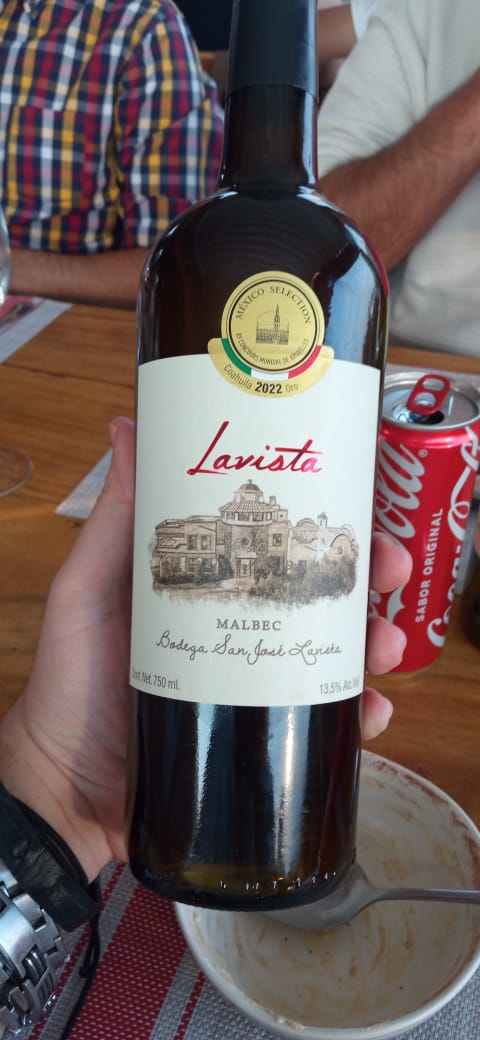 MÉXICO SELECTION
BY CONCOURS MONDIAL DE BRUXELLES
Coahuila 2022 Oro
Lavista
MALBEC
Bodega San José Lavista
Cont. Net. 750 ml.
13,5% Alc. Vol.
Coca-Cola
SABOR ORIGINAL